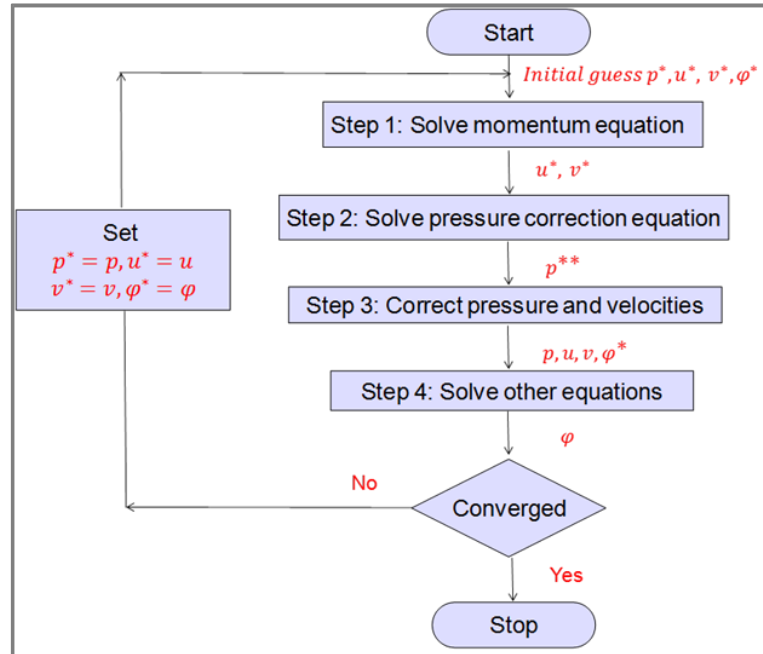 Start
Initial guess p*,u*, v*,φ*
Step 1: Solve momentum equation
u*, v*
Step 2: Solve pressure correction equation
p**
Step 3: Correct pressure and velocities
p,u,v,φ*
Step 4: Solve other equations
φ
Converged
No
Set
p* = p,u* = u
v* = v,φ* = φ
Yes
Stop